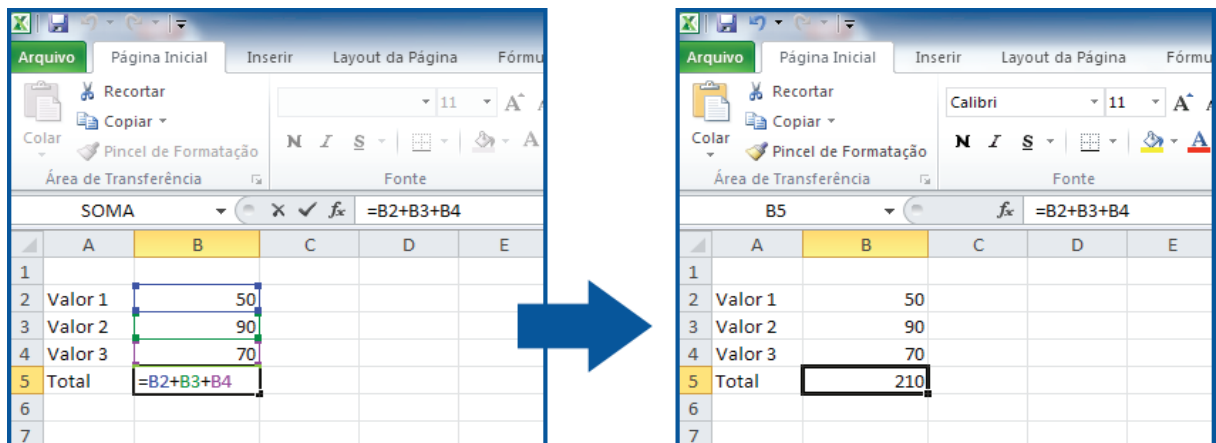 Arquivo Página Inicial Inserir Layout da Página Fórmu
Recortar
Copiar
Colar
Pincel de Formatação
11 A
N I S A
Área de Transferência Fonte
SOMA fx =B2+B3+B4
A B C D E
1
2 Valor 1 50
3 Valor 2 90
4 Valor 3 70
5 Total =B2+B3+B4
6
7
Arquivo Página Inicial Inserir Layout da Página Fórmu
Recortar
Copiar
Colar
Pincel de Formatação
Calibri 11 A
N I S A
Área de Transferência Fonte
B5 fx =B2+B3+B4
A B C D E
1
2 Valor 1 50
3 Valor 2 90
4 Valor 3 70
5 Total 210
6
7